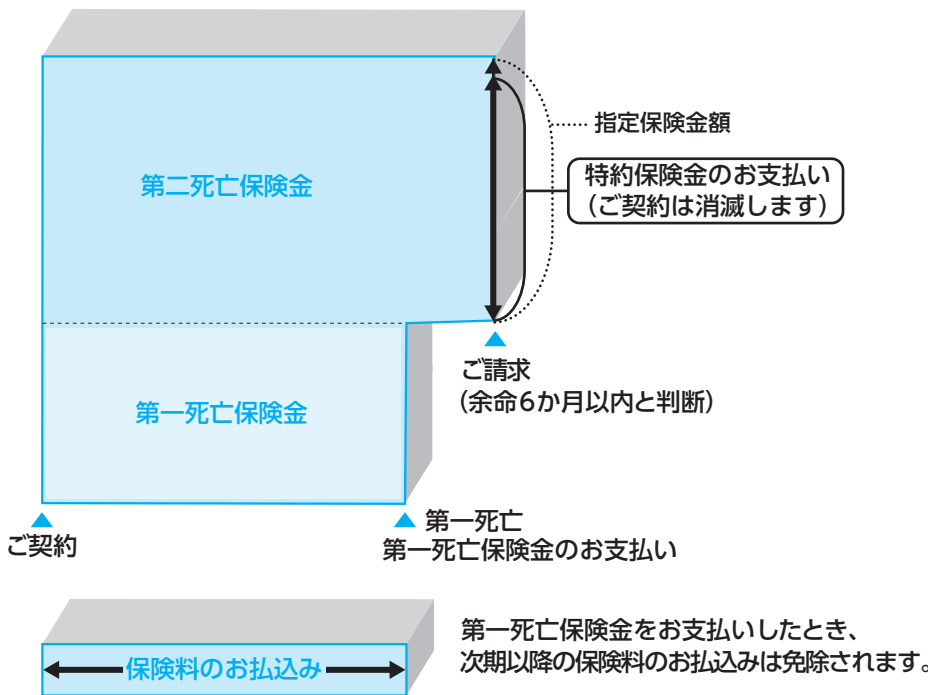 指定保険金額
特約保険金のお支払い
（ご契約は消滅します）
第二死亡保険金
ご請求
（余命6か月以内と判断）
第一死亡保険金
ご契約
第一死亡
第一死亡保険金のお支払い
保険料のお払込み
第一死亡保険金をお支払いしたとき、
次期以降の保険料のお払込みは免除されます。